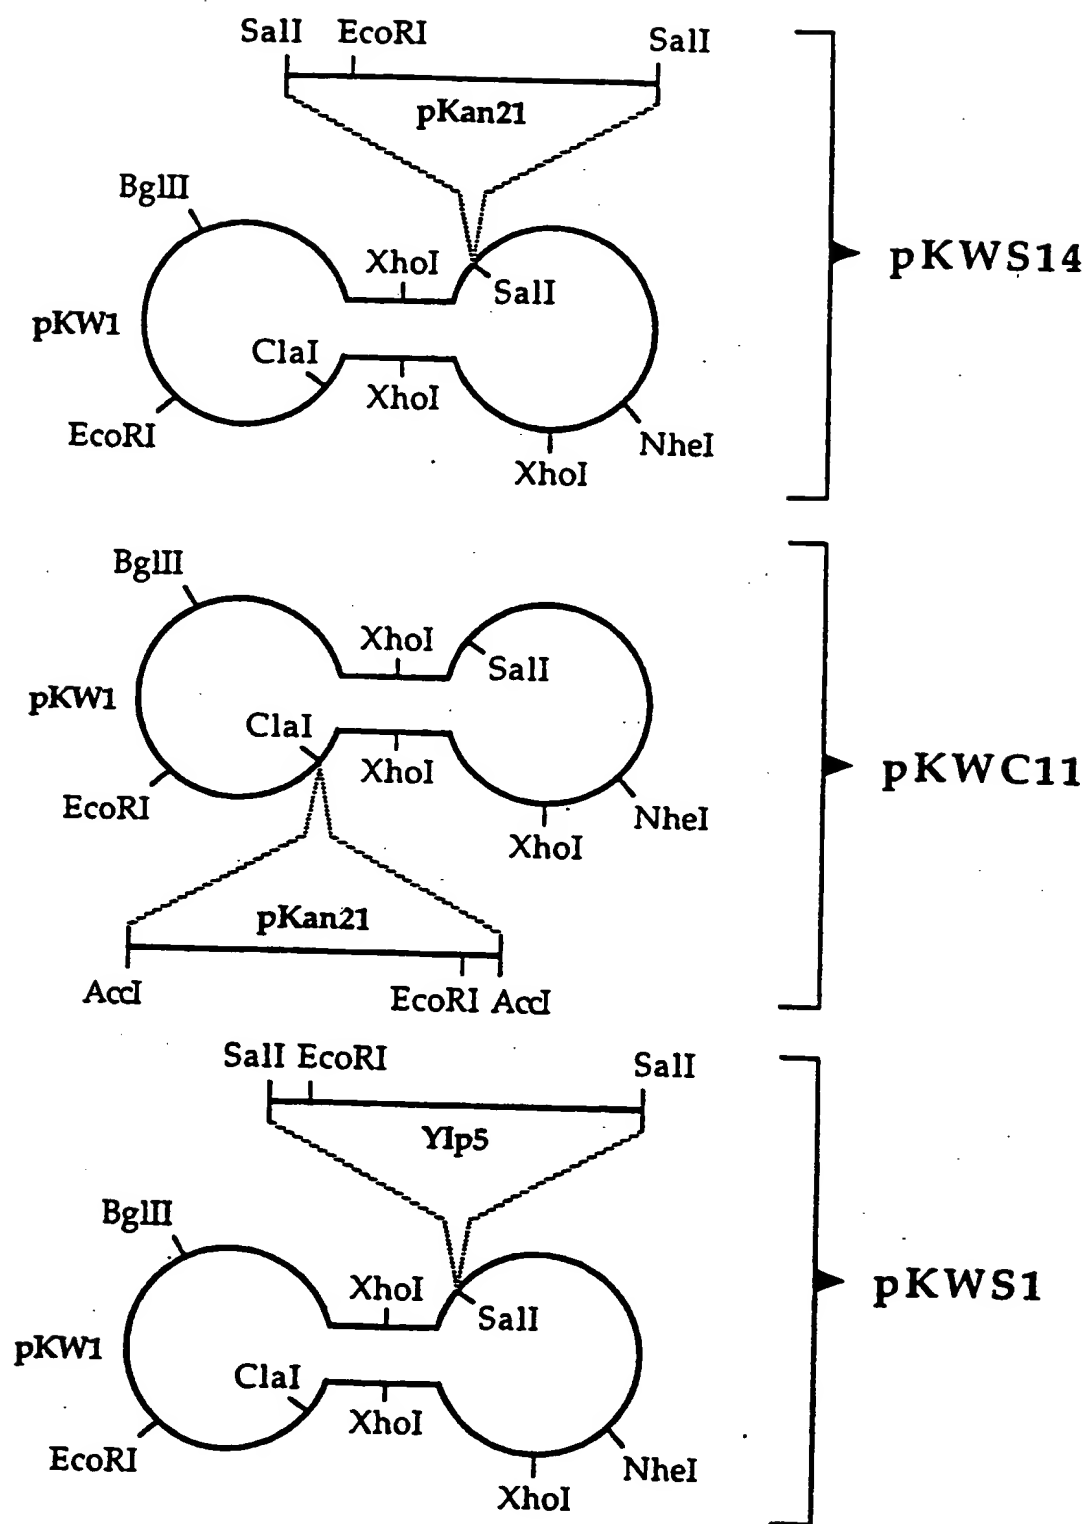 SalI EcoRI SalI
pKan21
BglII
XhoI
SalI
pKWS14
pKW1
ClaI
XhoI
EcoRI
NheI
XhoI
BglII
XhoI
SalI
pKW1
ClaI
XhoI
pKWC11
EcoRI
NheI
XhoI
pKan21
AccI EcoRI AccI
SalI EcoRI SalI
YIp5
BglII
XhoI
SalI
pKWS1
pKW1
ClaI
XhoI
EcoRI
NheI
XhoI